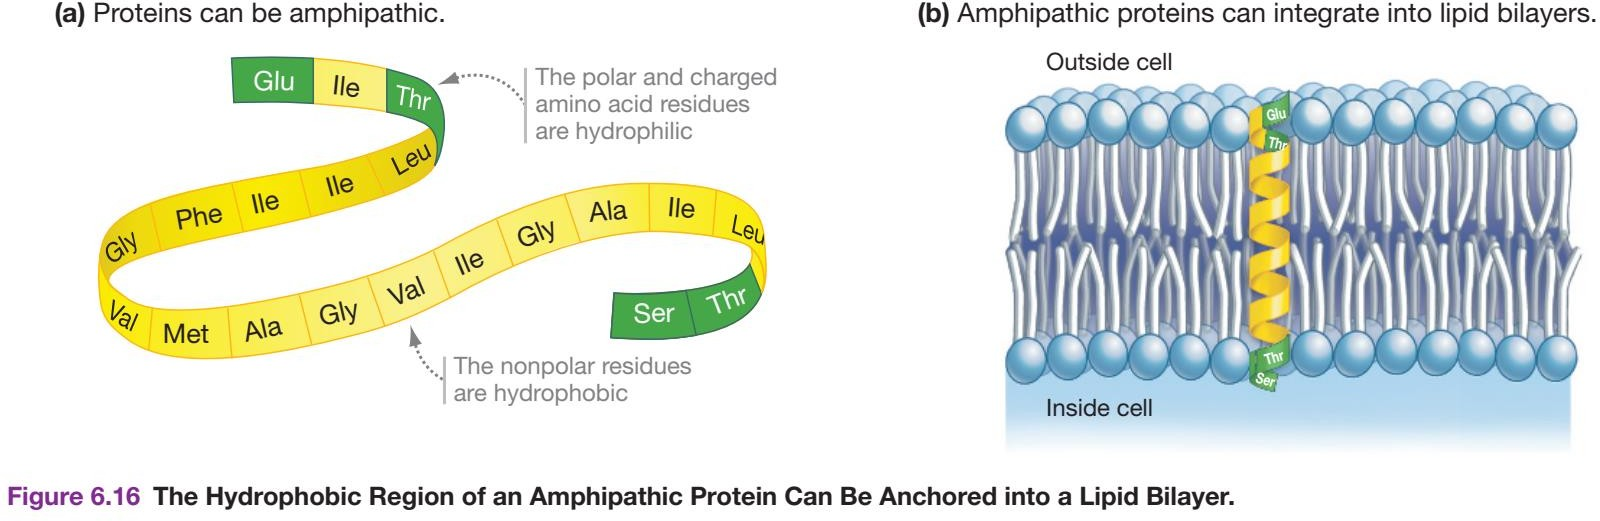 (a) Proteins can be amphipathic.
Glu
Ile
Thr
The polar and charged
amino acid residues
are hydrophilic
Leu
Ile
Ile
Phe
Gly
Val
Met
Ala
Gly
Val
Ile
Gly
Ala
Ile
Leu
Thr
Ser
The nonpolar residues
are hydrophobic
(b) Amphipathic proteins can integrate into lipid bilayers.
Outside cell
Glu
Thr
Thr
Ser
Inside cell
Figure 6.16 The Hydrophobic Region of an Amphipathic Protein Can Be Anchored into a Lipid Bilayer.